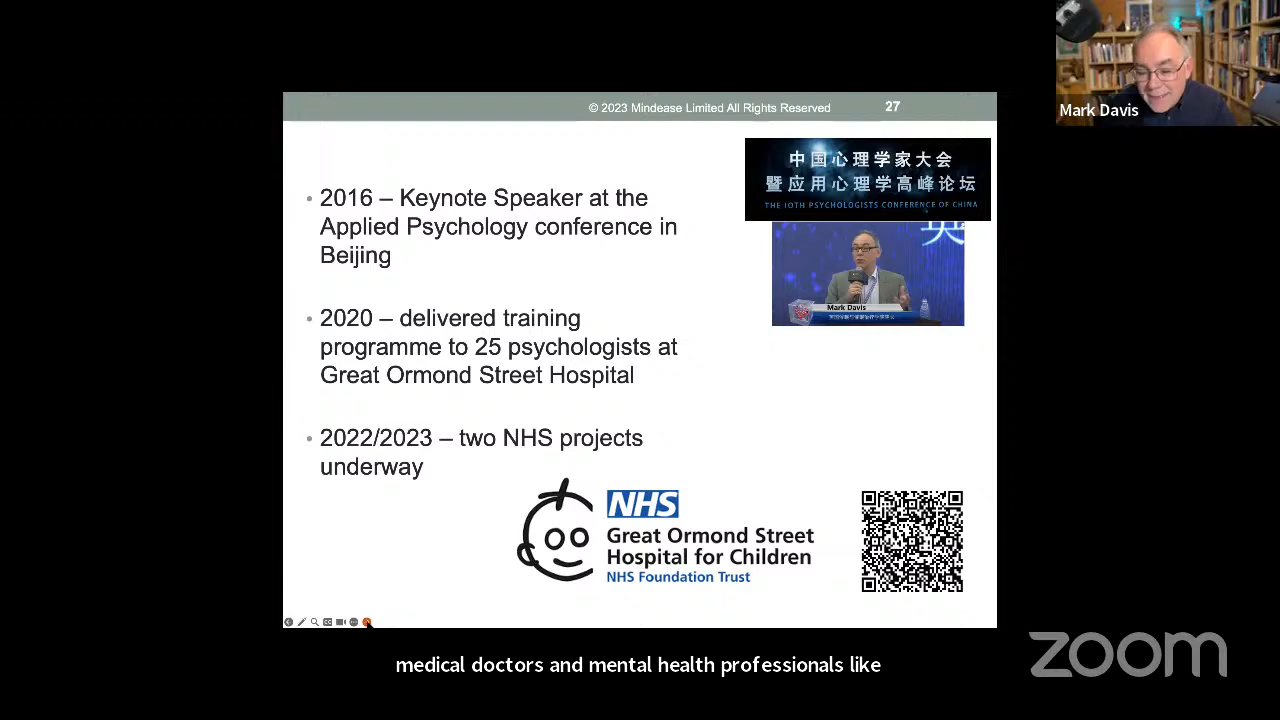 © 2023 Mindease Limited All Rights Reserved
27
Mark Davis
• 2016 – Keynote Speaker at the
Applied Psychology conference in
Beijing
中国心理学家大会
暨应用心理学高峰论坛
THE 10TH PSYCHOLOGISTS CONFERENCE OF CHINA
英
Mark Davis
• 2020 – delivered training
programme to 25 psychologists at
Great Ormond Street Hospital
• 2022/2023 – two NHS projects
underway
NHS
Great Ormond Street
Hospital for Children
NHS Foundation Trust
medical doctors and mental health professionals like
zoom